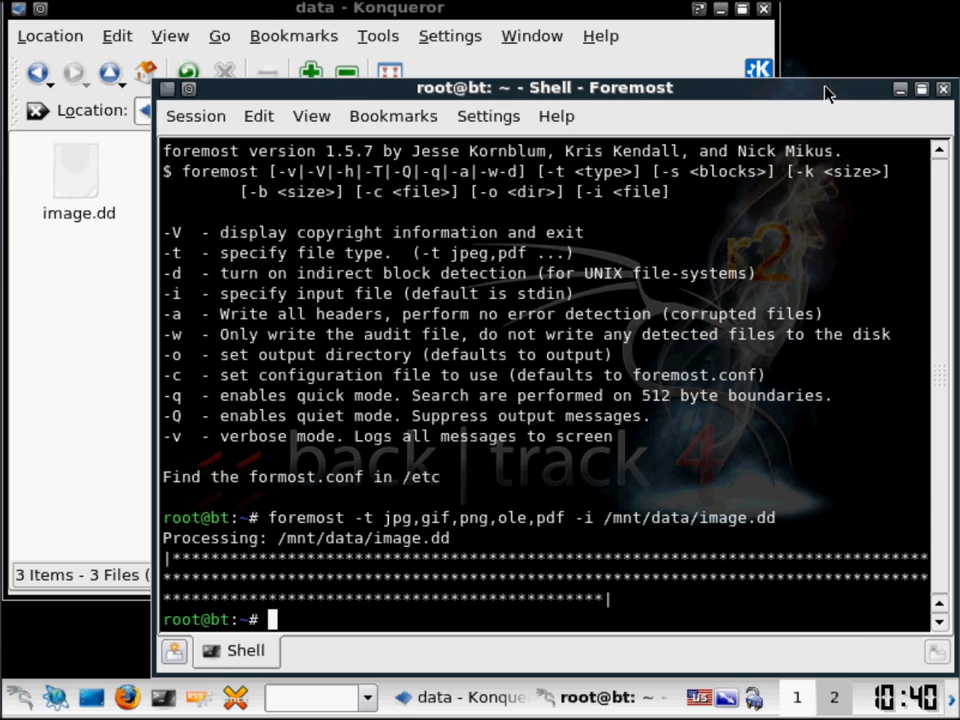 data - Konqueror
Location Edit View Go Bookmarks Tools Settings Window Help
Location:
image.dd
3 Items - 3 Files (
root@bt: ~ - Shell - Foremost
Session Edit View Bookmarks Settings Help
foremost version 1.5.7 by Jesse Kornblum, Kris Kendall, and Nick Mikus.
$ foremost [-v|-V|-h|-T|-Q|-q|-a|-w-d] [-t <type>] [-s <blocks>] [-k <size>]
[-b <size>] [-c <file>] [-o <dir>] [-i <file]
-V - display copyright information and exit
-t - specify file type. (-t jpeg,pdf ...)
-d - turn on indirect block detection (for UNIX file-systems)
-i - specify input file (default is stdin)
-a - Write all headers, perform no error detection (corrupted files)
-w - Only write the audit file, do not write any detected files to the disk
-o - set output directory (defaults to output)
-c - set configuration file to use (defaults to foremost.conf)
-q - enables quick mode. Search are performed on 512 byte boundaries.
-Q - enables quiet mode. Suppress output messages.
-v - verbose mode. Logs all messages to screen
Find the formost.conf in /etc
root@bt:~# foremost -t jpg,gif,png,ole,pdf -i /mnt/data/image.dd
Processing: /mnt/data/image.dd
|*******************************************************************************
********************************************************************************
**********************************************|
root@bt:~#
<< back | track 4
r2
Shell
data - Konque
root@bt: ~ -
US
1 2
10:40